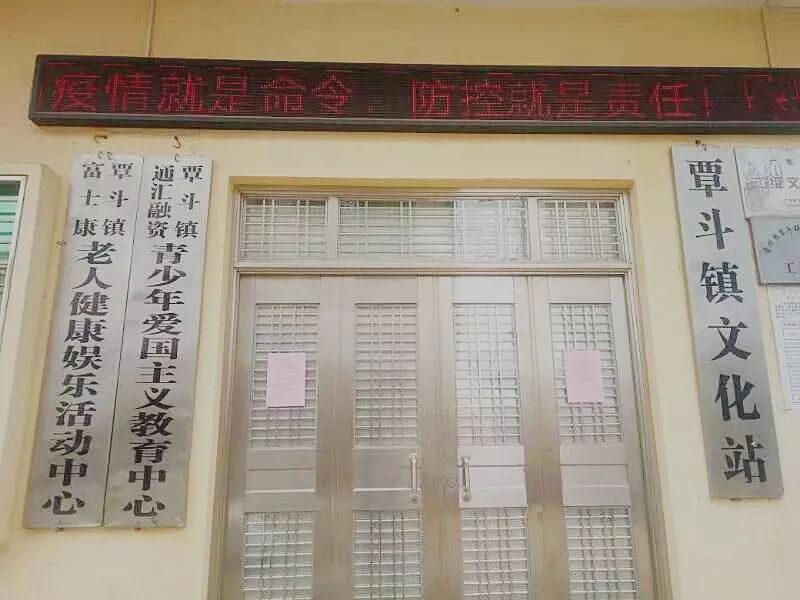 疫情就是命令，防控就是责任！
覃斗镇
富士康
老人健康娱乐活动中心
覃斗镇
通汇融资
青少年爱国主义教育中心
覃斗镇文化站
广东